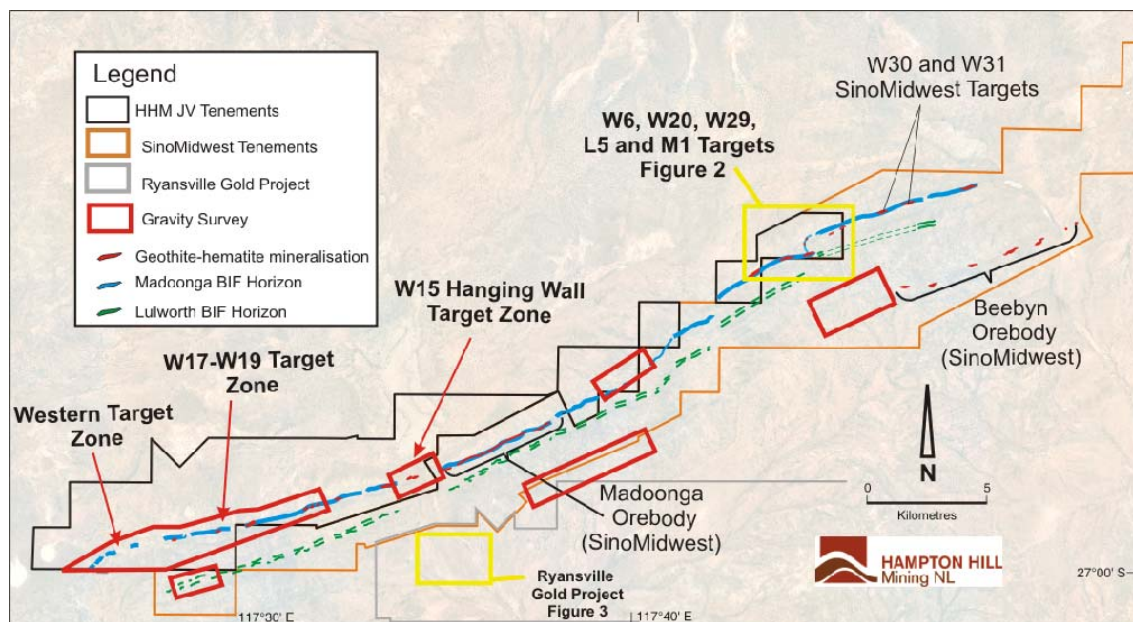 Legend
HHM JV Tenements
SinoMidwest Tenements
Ryansville Gold Project
Gravity Survey
Geothite-hematite mineralisation
Madoonga BIF Horizon
Lulworth BIF Horizon
W30 and W31
SinoMidwest Targets
W6, W20, W29,
L5 and M1 Targets
Figure 2
W15 Hanging Wall
Target Zone
W17-W19 Target
Zone
Western Target
Zone
Beebyn
Orebody
(SinoMidwest)
N
0 5
Kilometres
Madoonga
Orebody
(SinoMidwest)
HAMPTON HILL
Mining NL
Ryansville
Gold Project
Figure 3
27°00' S
117°30' E
117°40' E